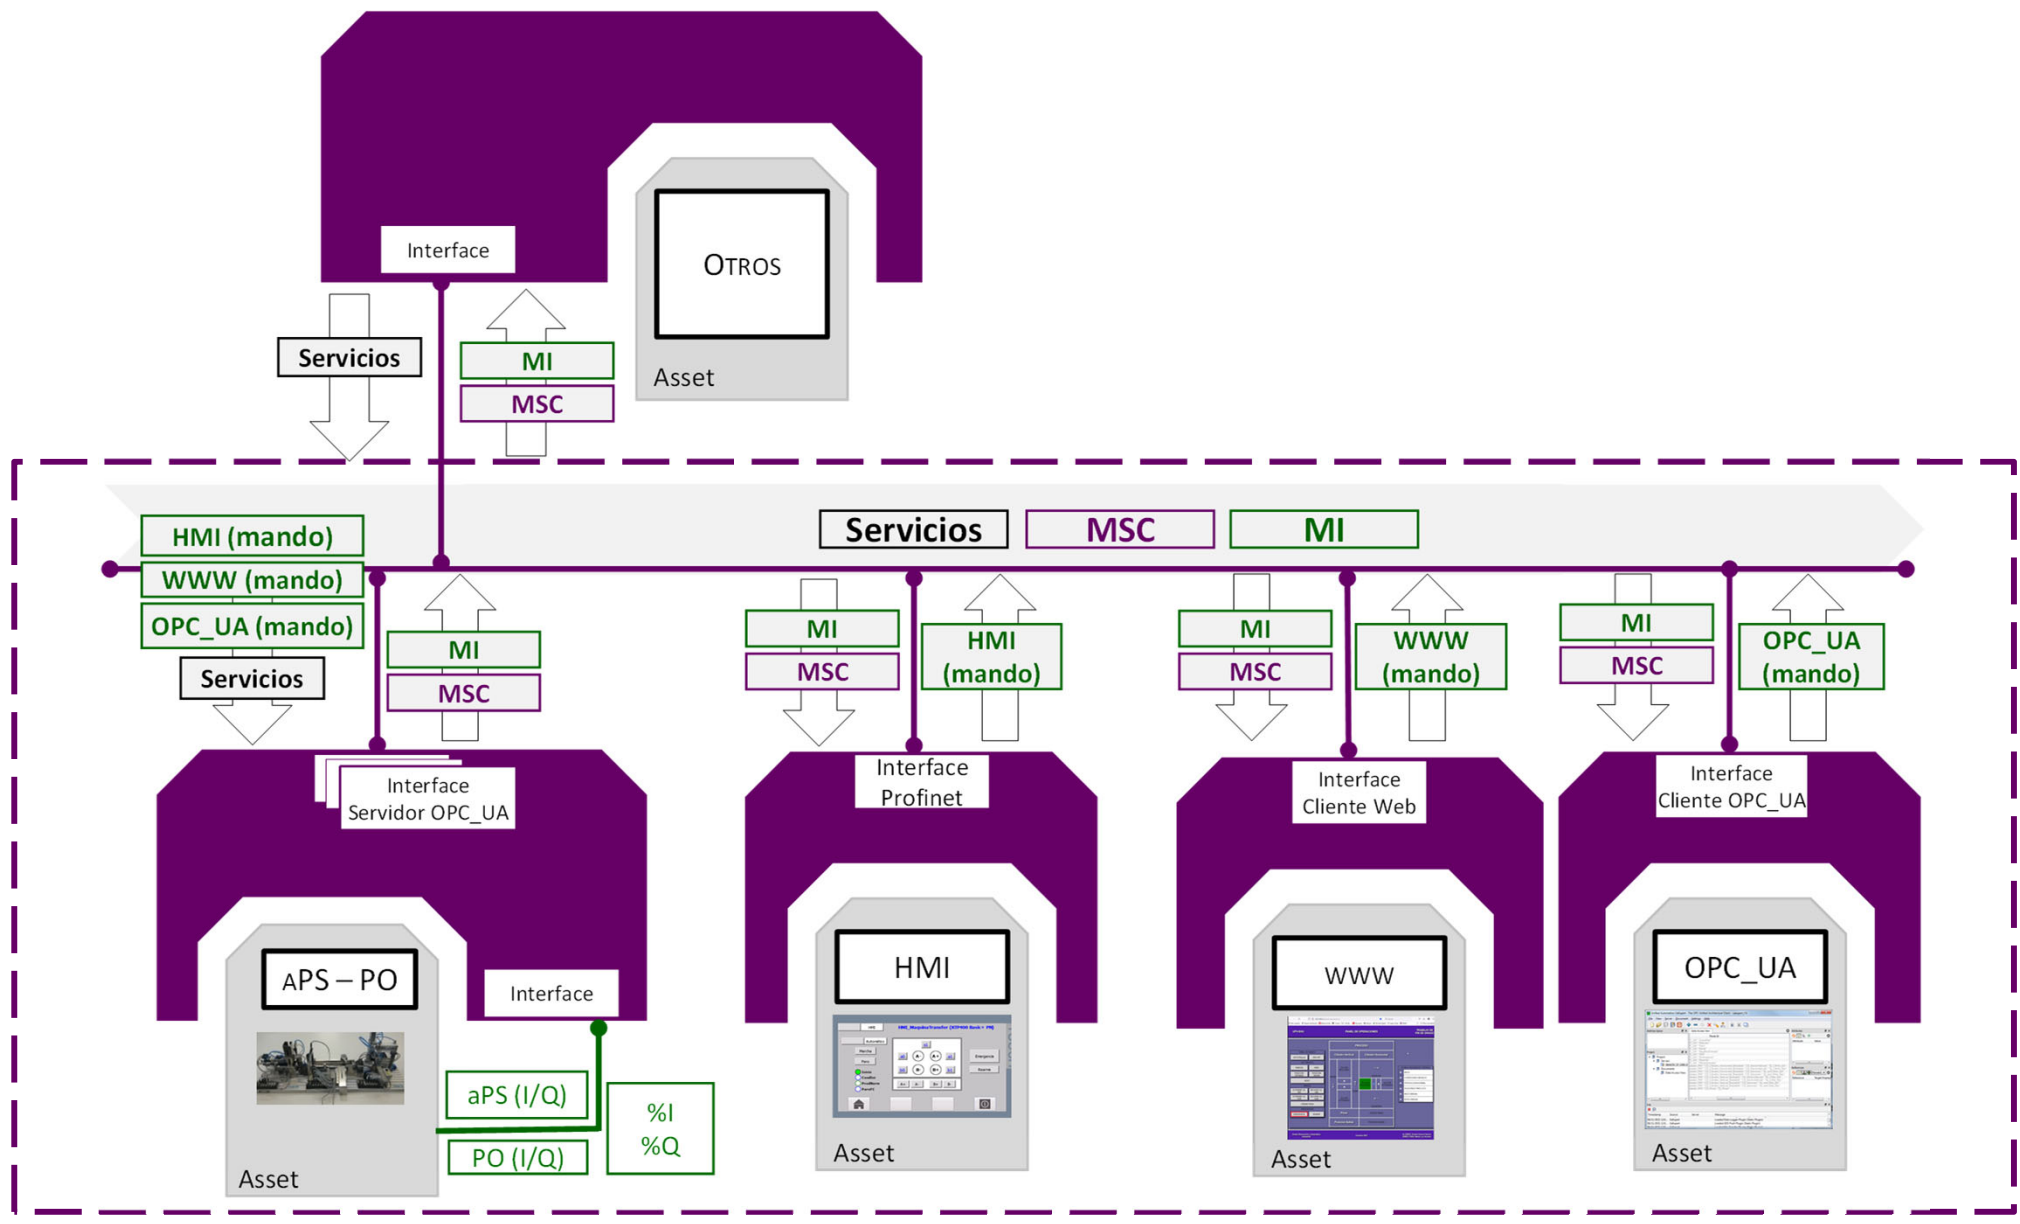 Interface
OTROS
Asset
Servicios
MI
MSC
Servicios
MSC
MI
HMI (mando)
WWW (mando)
OPC_UA (mando)
Servicios
MI
MSC
MI
MSC
HMI
(mando)
MI
MSC
WWW
(mando)
MI
MSC
OPC_UA
(mando)
Interface
Servidor OPC_UA
Interface
Profinet
Interface
Cliente Web
Interface
Cliente OPC_UA
APS – PO
Interface
aPS (I/Q)
PO (I/Q)
%I
%Q
Asset
HMI
Asset
WWW
Asset
OPC_UA
Asset